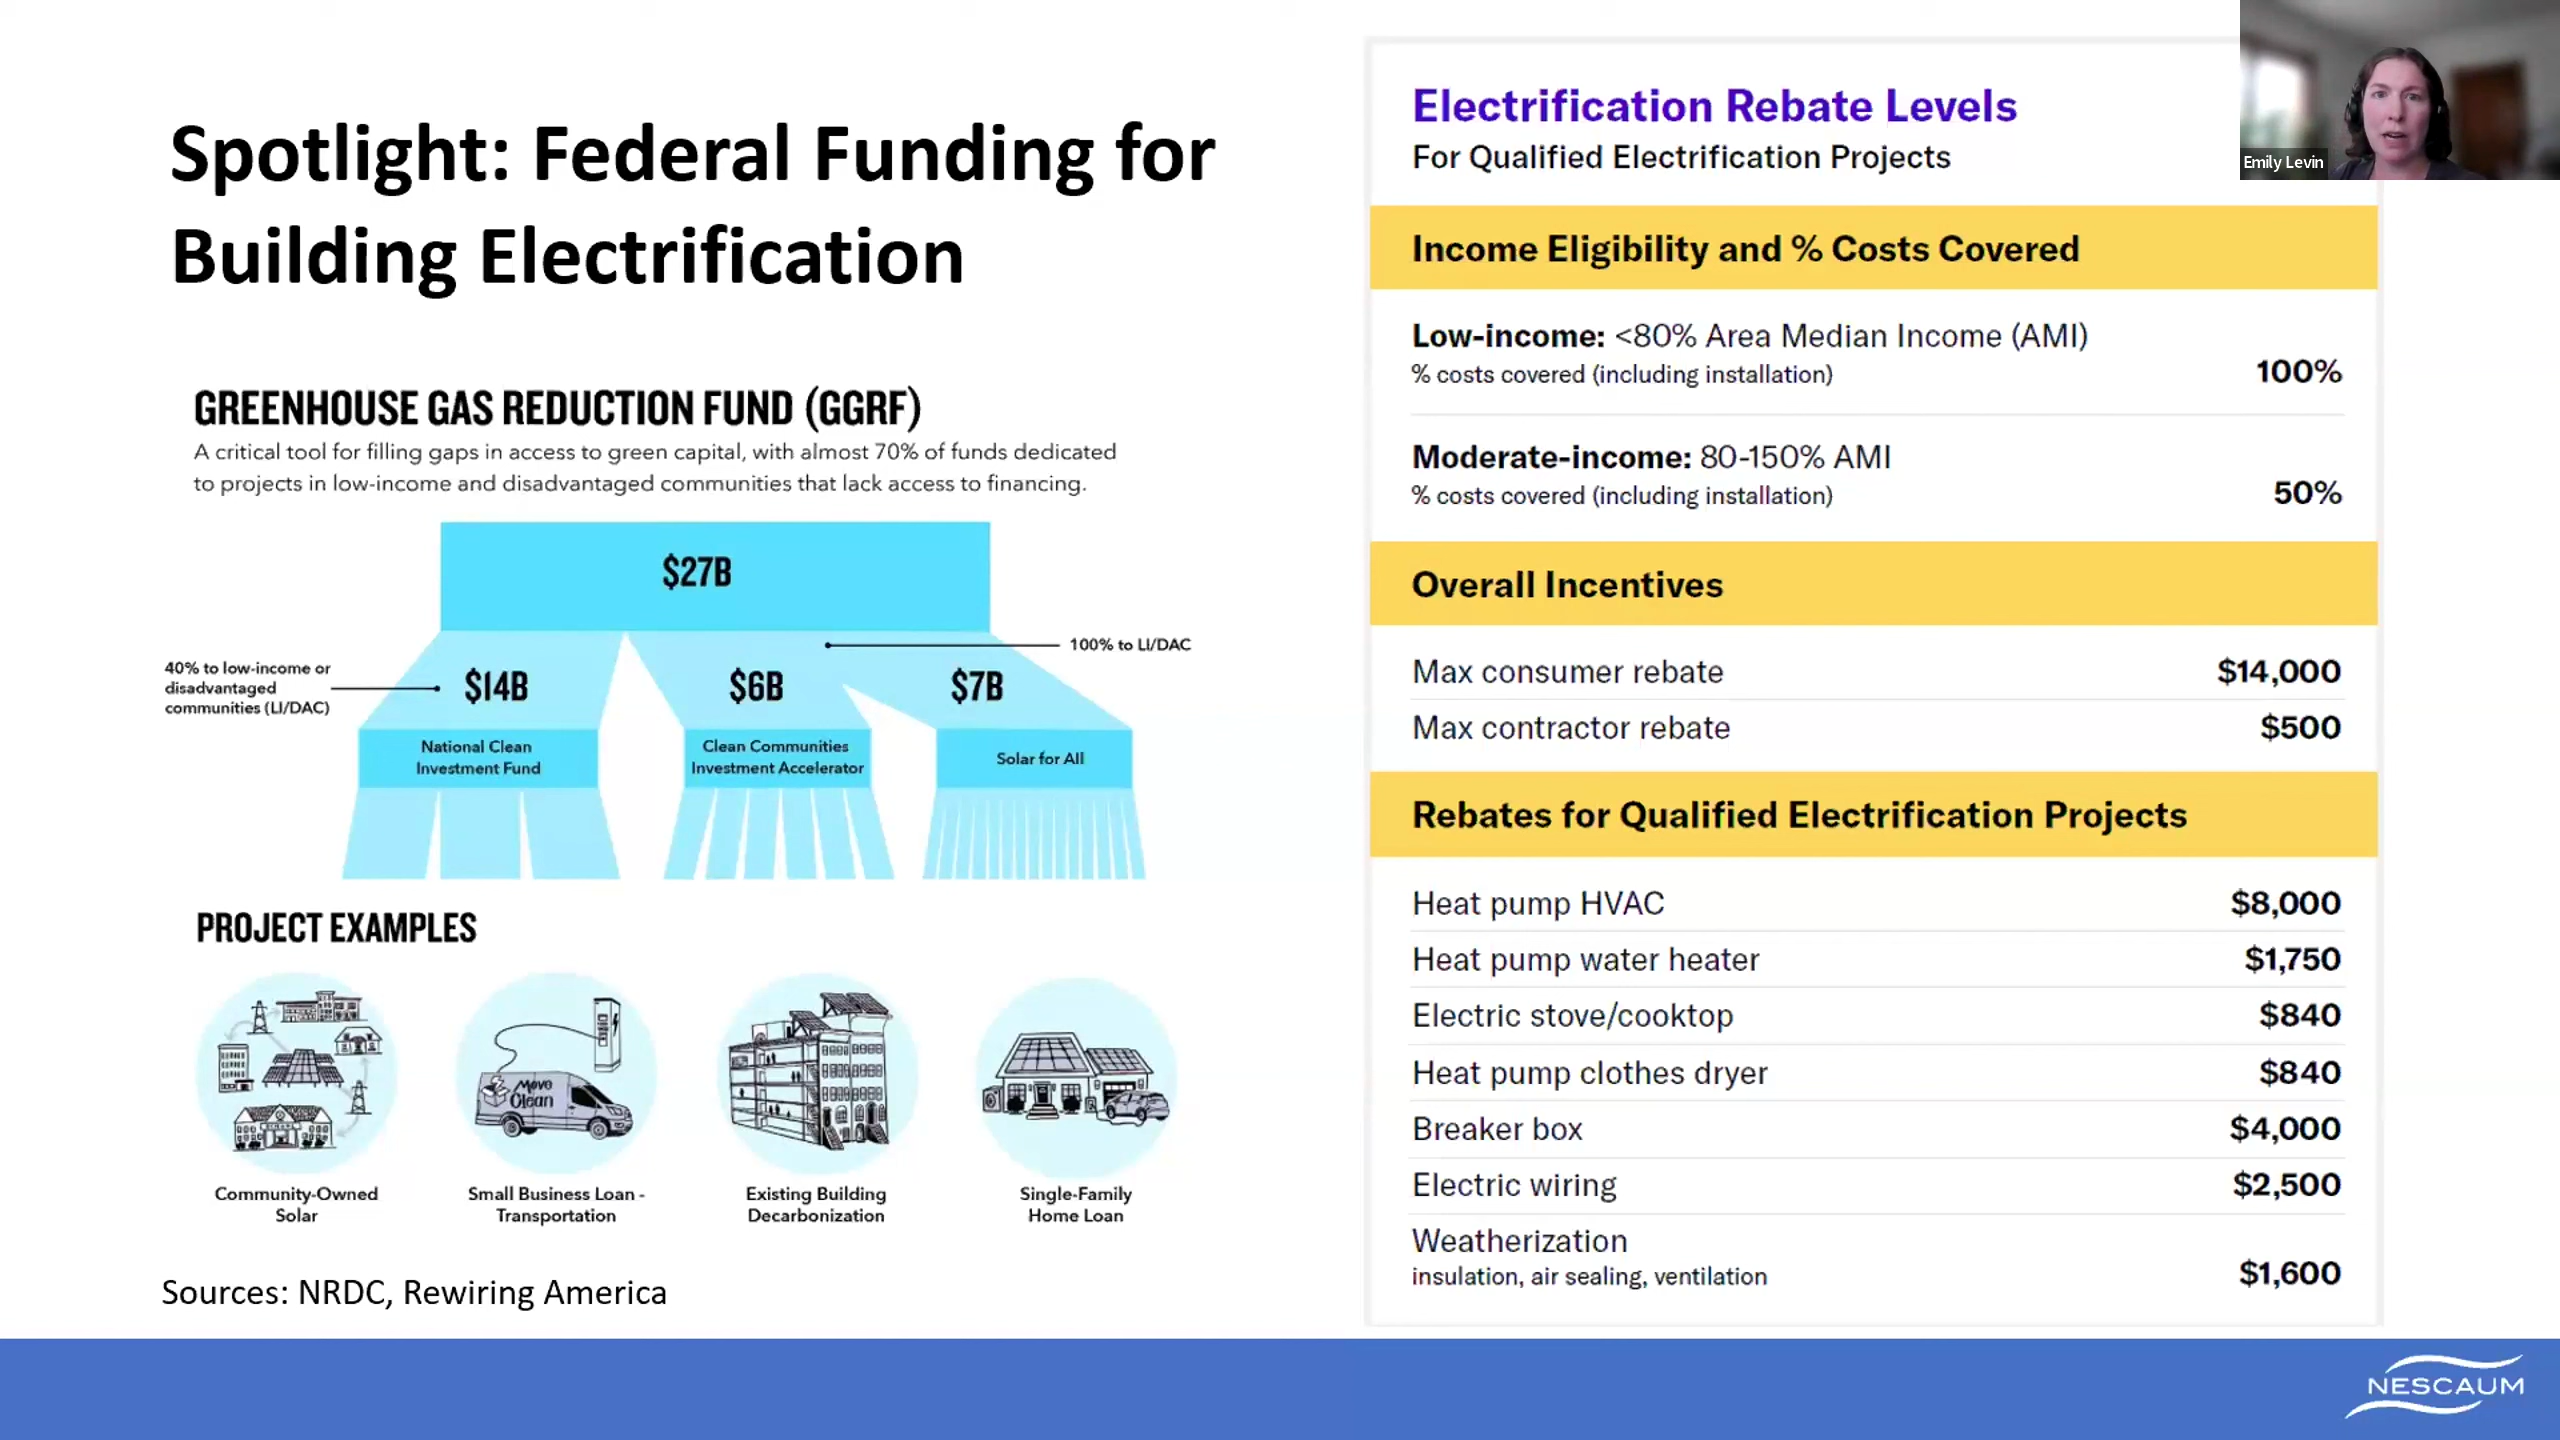 Spotlight: Federal Funding for
Building Electrification
GREENHOUSE GAS REDUCTION FUND (GGRF)
A critical tool for filling gaps in access to green capital, with almost 70% of funds dedicated
to projects in low-income and disadvantaged communities that lack access to financing.
$27B
100% to LI/DAC
40% to low-income or
disadvantaged
communities (LI/DAC)
$14B
$6B
$7B
National Clean
Investment Fund
Clean Communities
Investment Accelerator
Solar for All
PROJECT EXAMPLES
Move
Clean
Community-Owned
Solar
Small Business Loan -
Transportation
Existing Building
Decarbonization
Single-Family
Home Loan
Sources: NRDC, Rewiring America
Electrification Rebate Levels
For Qualified Electrification Projects
Income Eligibility and % Costs Covered
Low-income: <80% Area Median Income (AMI)
% costs covered (including installation) 100%
Moderate-income: 80-150% AMI
% costs covered (including installation) 50%
Overall Incentives
Max consumer rebate $14,000
Max contractor rebate $500
Rebates for Qualified Electrification Projects
Heat pump HVAC $8,000
Heat pump water heater $1,750
Electric stove/cooktop $840
Heat pump clothes dryer $840
Breaker box $4,000
Electric wiring $2,500
Weatherization
insulation, air sealing, ventilation $1,600
Emily Levin
NESCAUM